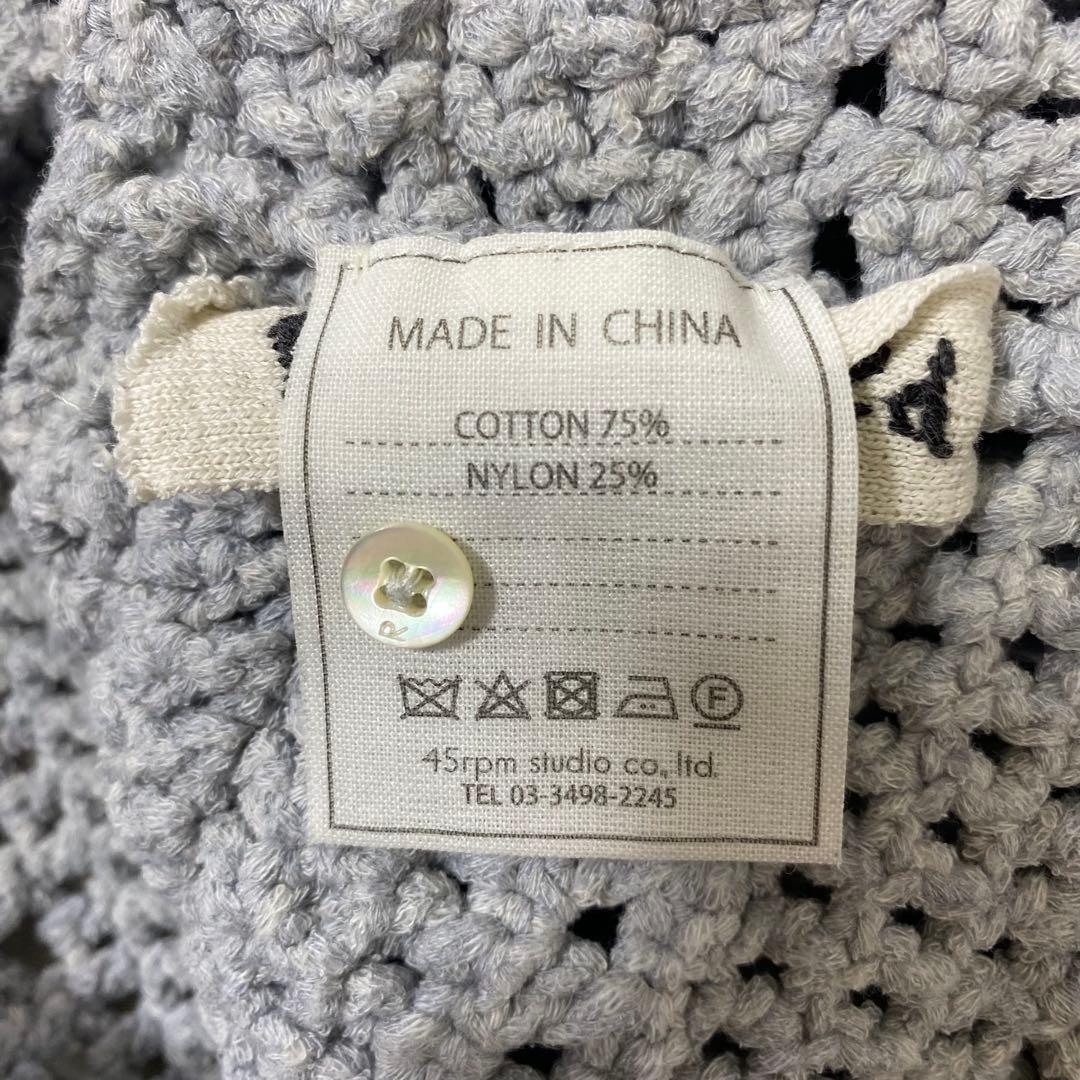 MADE IN CHINA
COTTON 75%
NYLON 25%
R
F
45rpm studio co., ltd.
TEL 03-3498-2245